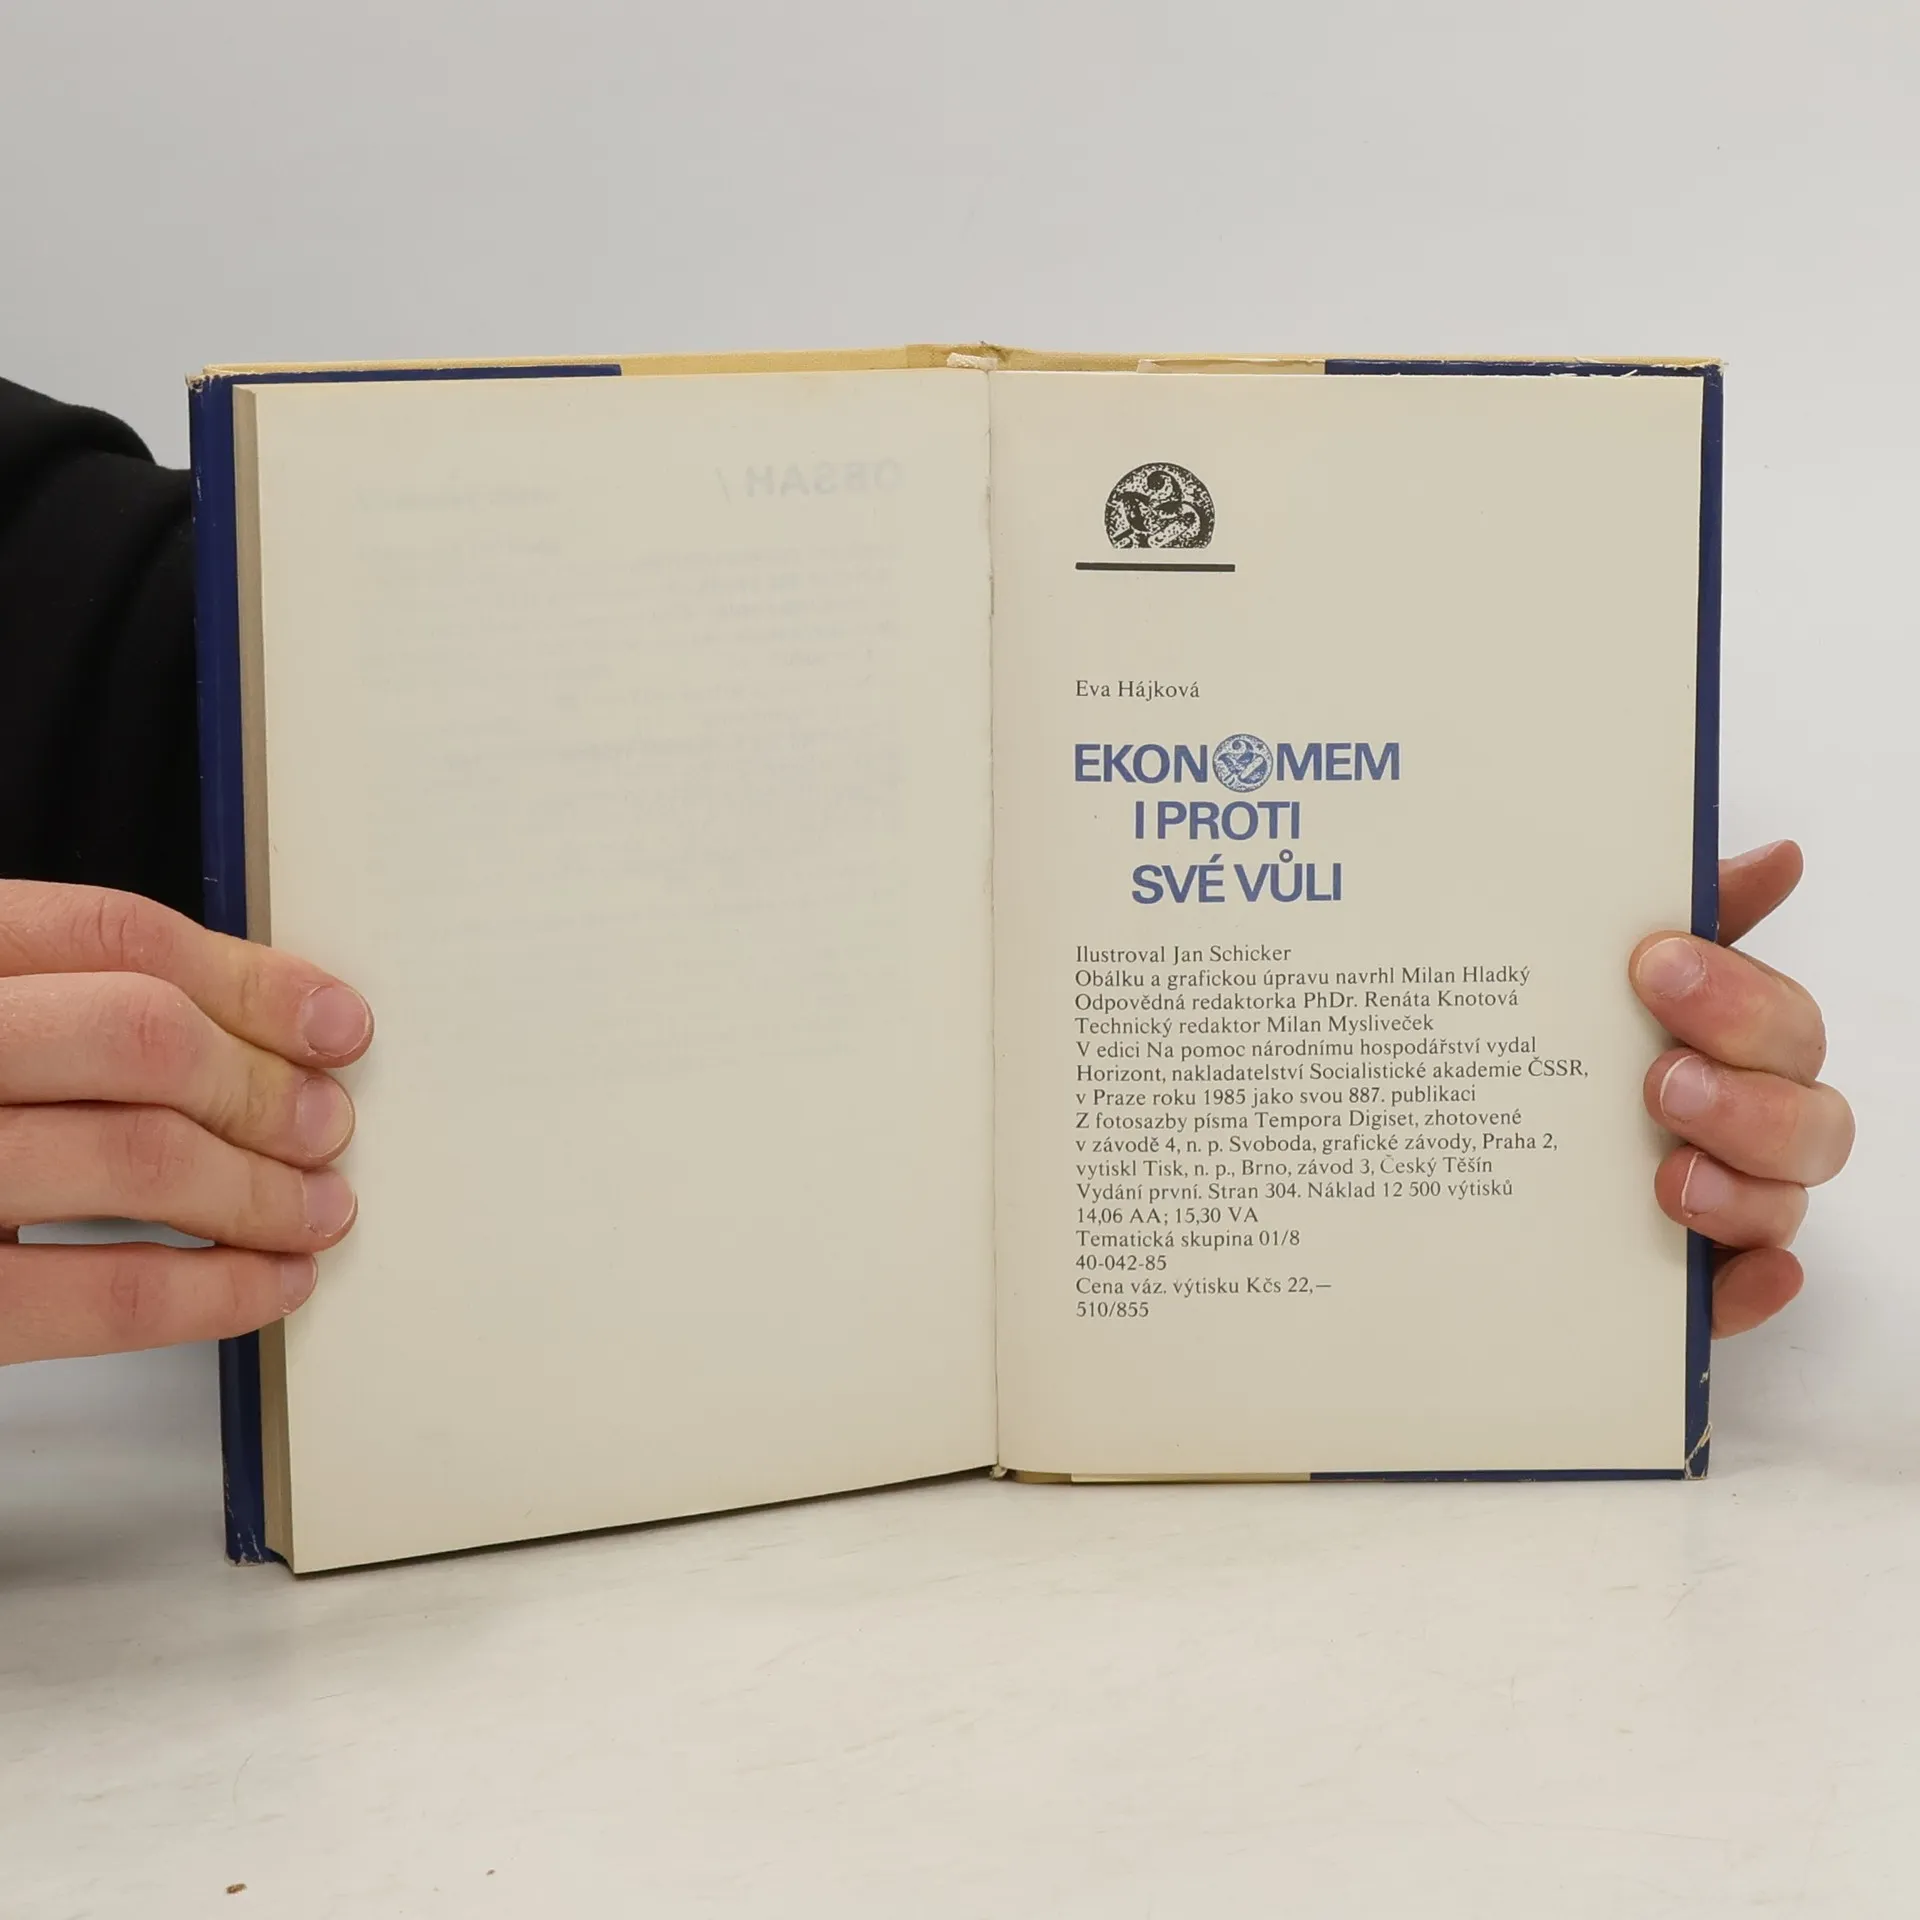 OBSAH /
Eva Hájková
EKONOMEM
I PROTI
SVÉ VŮLI
Ilustroval Jan Schicker
Obálku a grafickou úpravu navrhl Milan Hladký
Odpovědná redaktorka PhDr. Renáta Knotová
Technický redaktor Milan Mysliveček
V edici Na pomoc národnímu hospodářství vydal
Horizont, nakladatelství Socialistické akademie ČSSR,
v Praze roku 1985 jako svou 887. publikaci
Z fotosazby písma Tempora Digiset, zhotovené
v závodě 4, n. p. Svoboda, grafické závody, Praha 2,
vytiskl Tisk, n. p., Brno, závod 3, Český Těšín
Vydání první. Stran 304. Náklad 12 500 výtisků
14,06 AA; 15,30 VA
Tematická skupina 01/8
40-042-85
Cena váz. výtisku Kčs 22,—
510/855